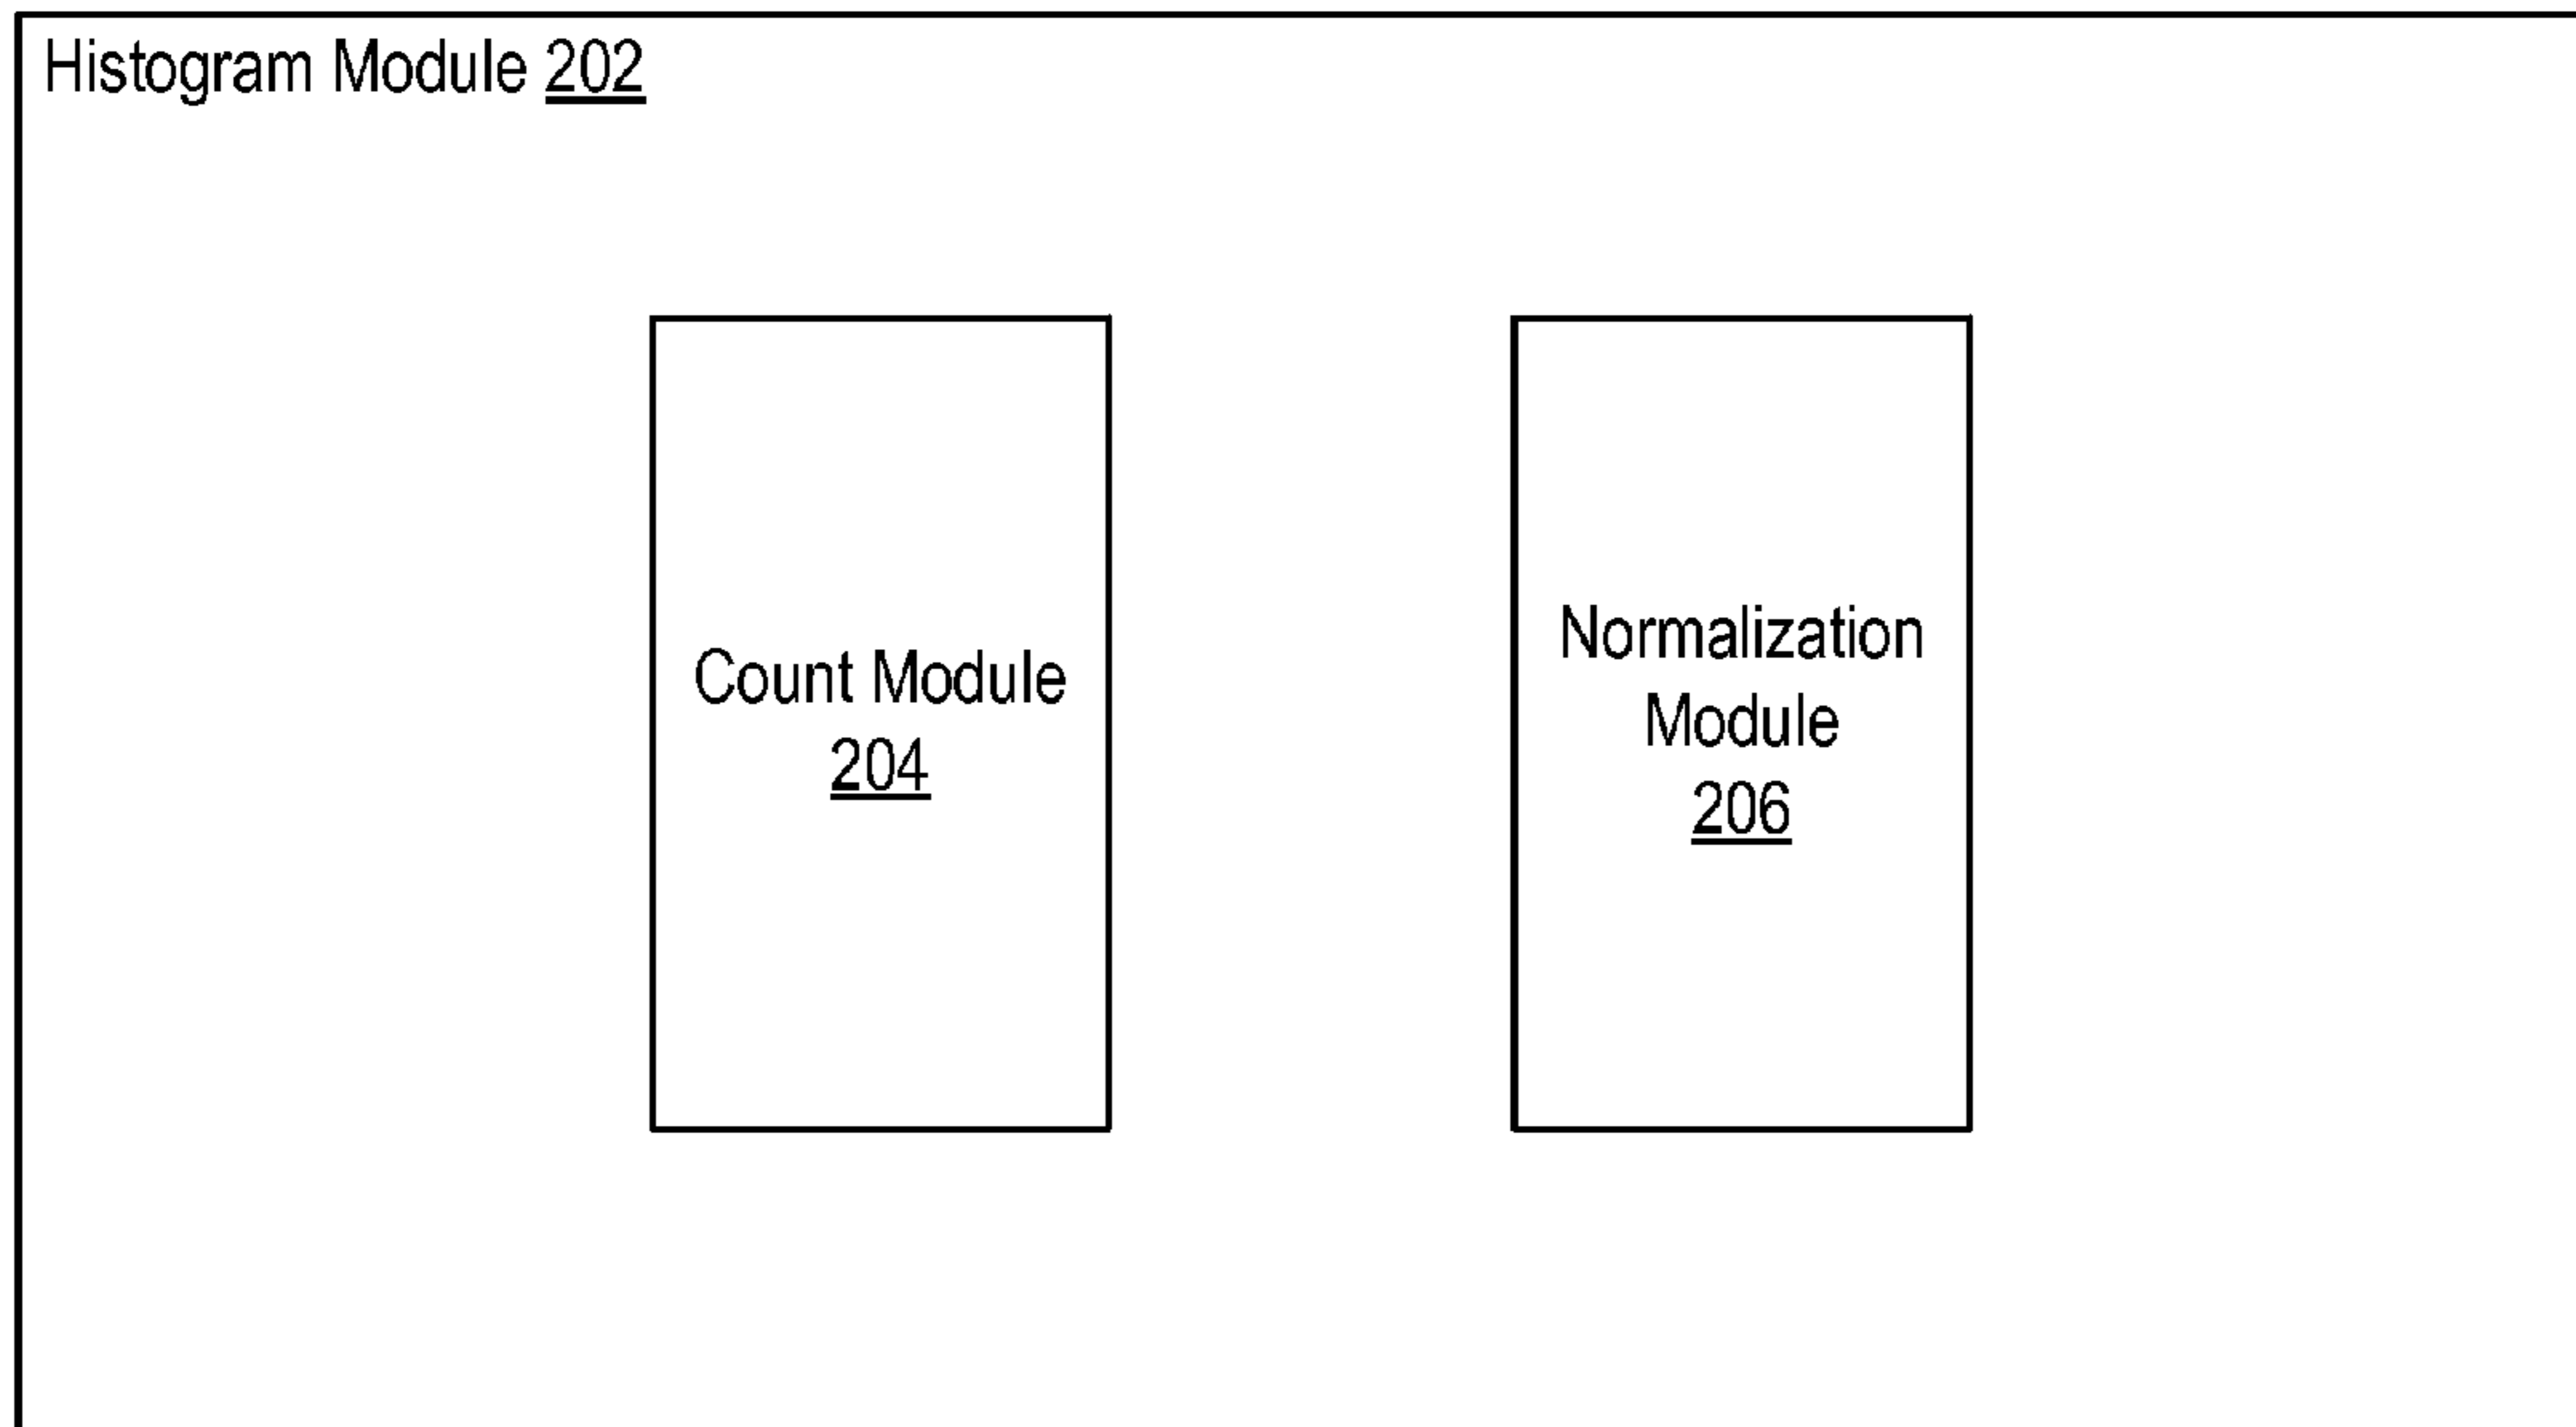 Histogram Module 202
Count Module
204
Normalization
Module
206